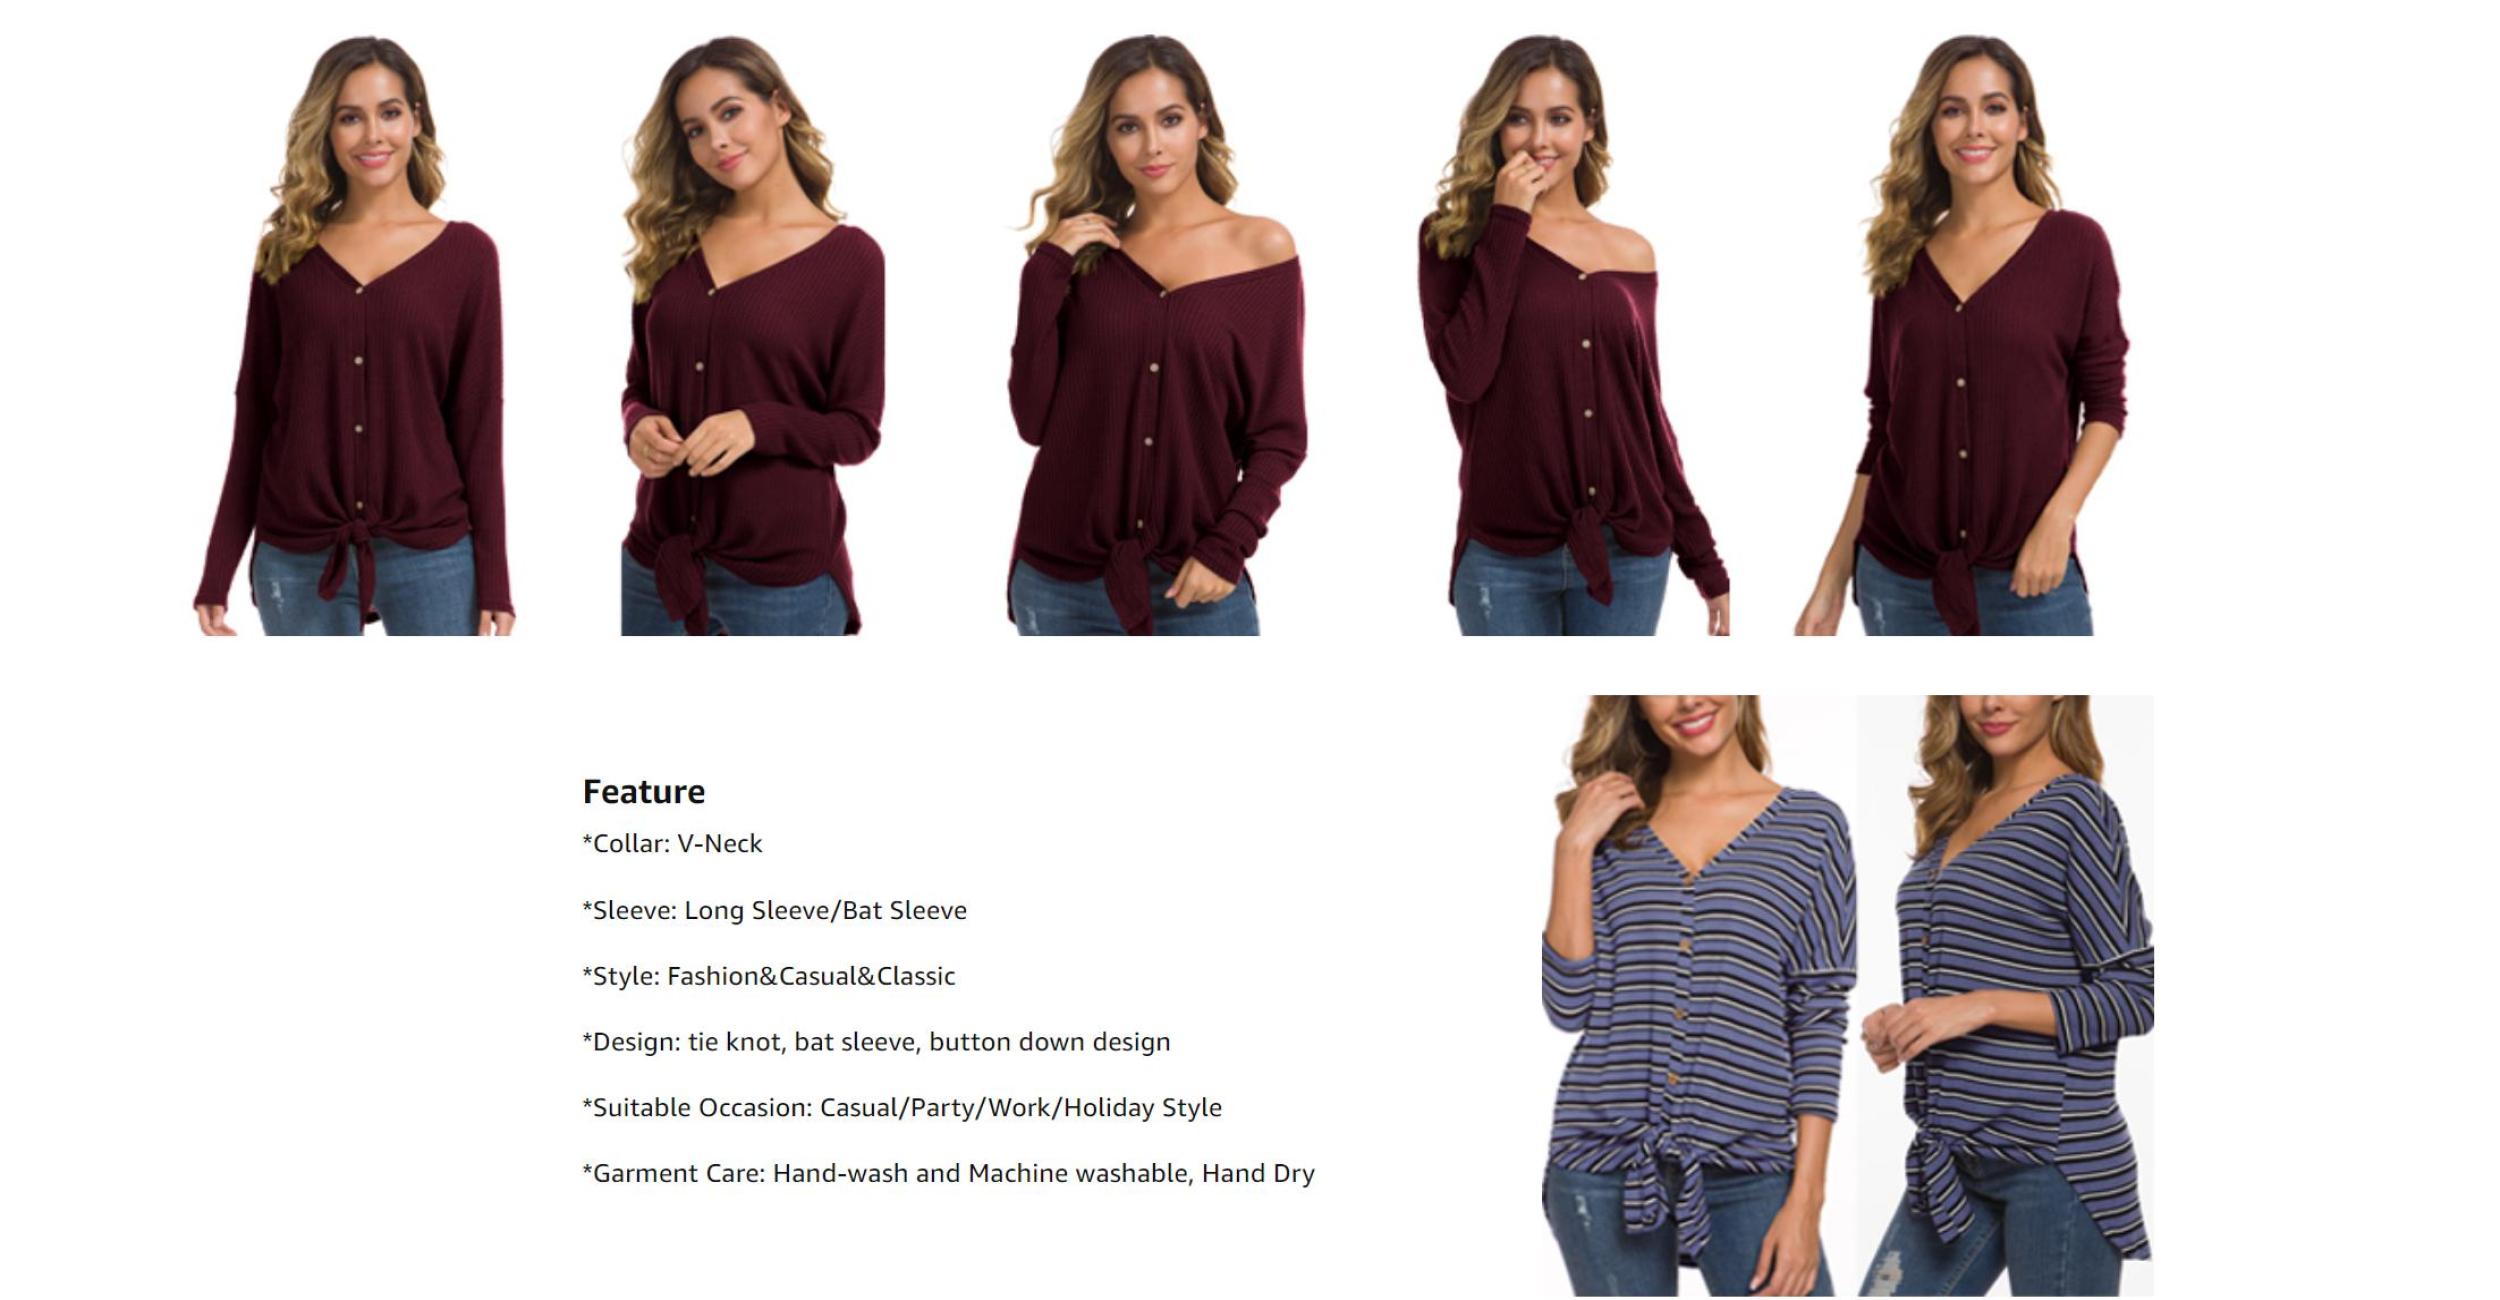 Feature
*Collar: V-Neck
*Sleeve: Long Sleeve/Bat Sleeve
*Style: Fashion&Casual&Classic
*Design: tie knot, bat sleeve, button down design
*Suitable Occasion: Casual/Party/Work/Holiday Style
*Garment Care: Hand-wash and Machine washable, Hand Dry